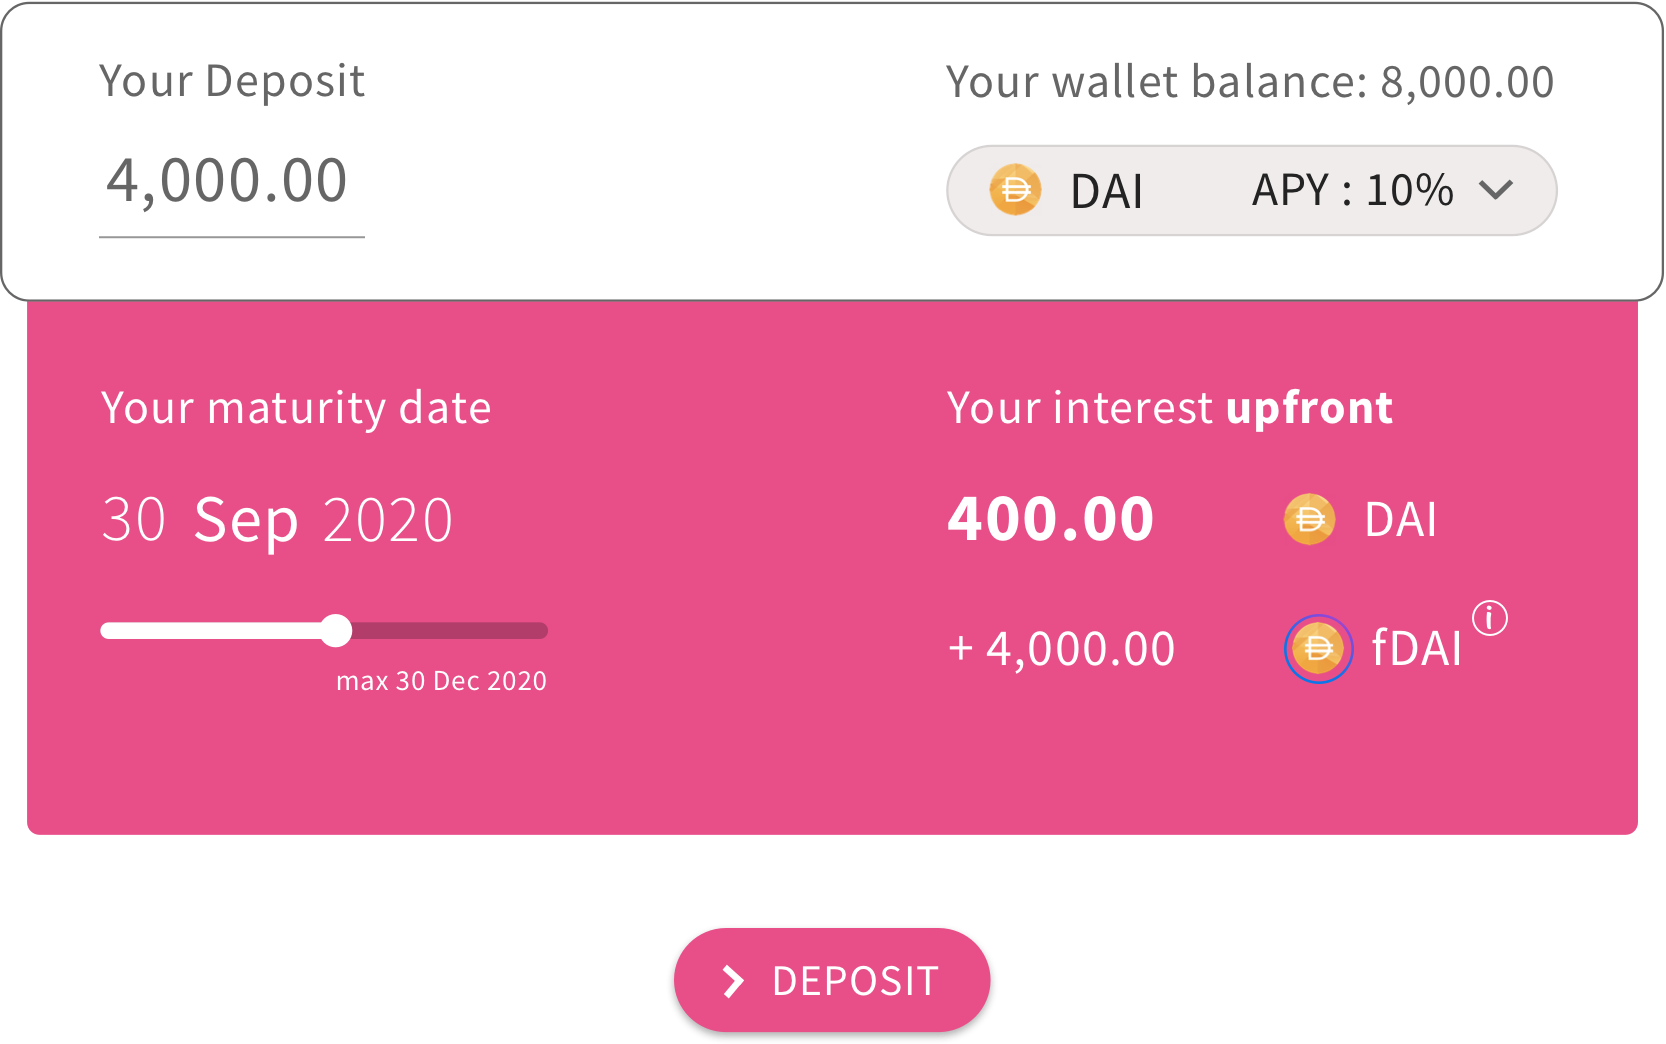 Your Deposit
Your wallet balance: 8,000.00
4,000.00
DAI
APY : 10%
Your maturity date
Your interest upfront
30 Sep 2020
400.00
DAI
+ 4,000.00
fDAI
i
max 30 Dec 2020
DEPOSIT